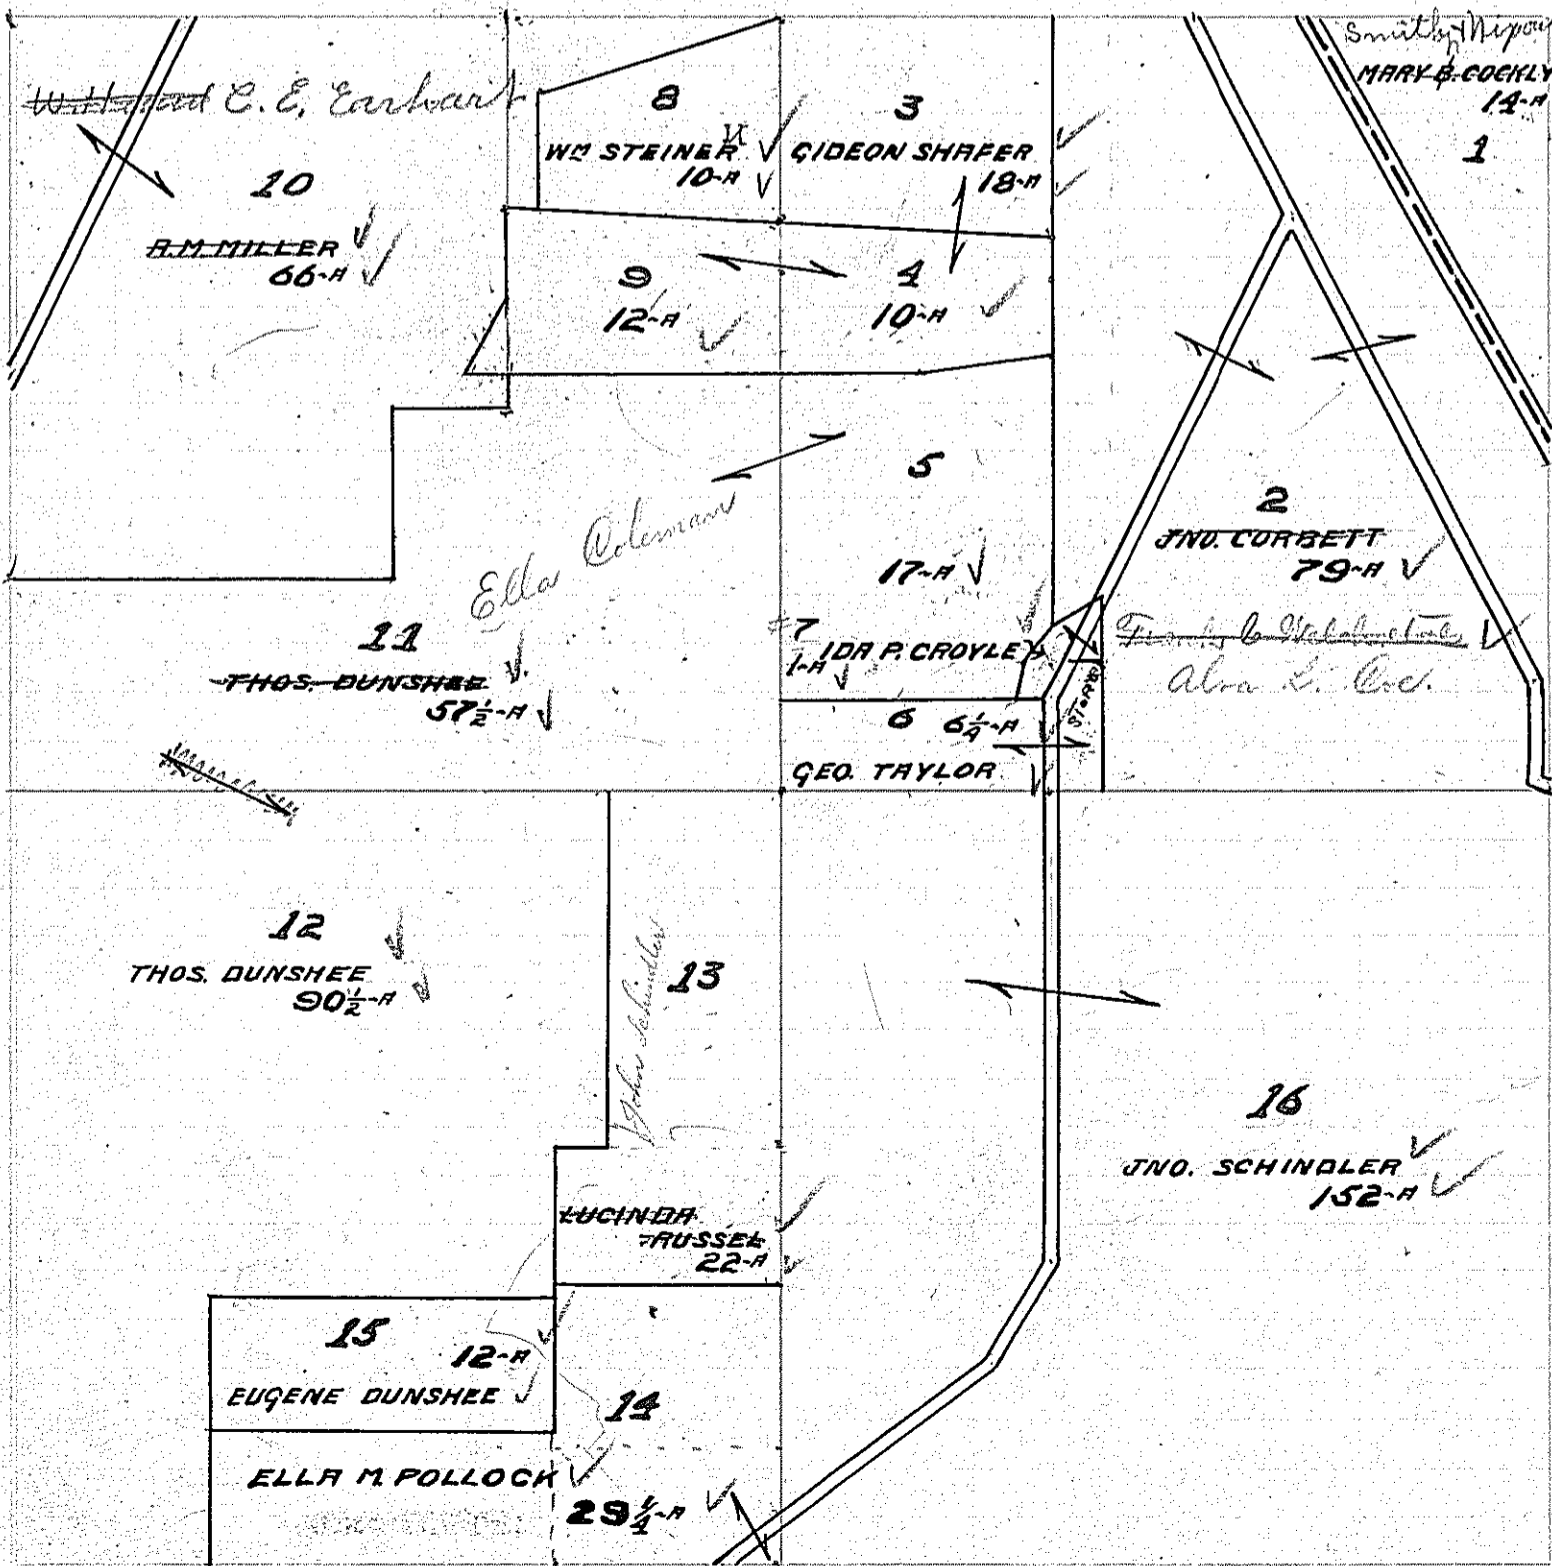 Smith
MARY B. COCKLY
14-A
1
C. E. Earhart
10
A.M MILLER
66-A
8
WM STEINER
10-A
3
GIDEON SHAFER
18-A
9
12-A
4
10-A
5
17-A
2
JNO. CORBETT
79-A
Alva L. Coe.
Ella Coleman
11
THOS. DUNSHEE
57½-A
7
1-A
IDA P. CROYLE
6 6¼-A
GEO. TAYLOR
12
THOS. DUNSHEE
90½-A
13
John Schindler
LUCINDA
RUSSEL
22-A
16
JNO. SCHINDLER
152-A
15
12-A
EUGENE DUNSHEE
14
ELLA M. POLLOCK
29¼-A